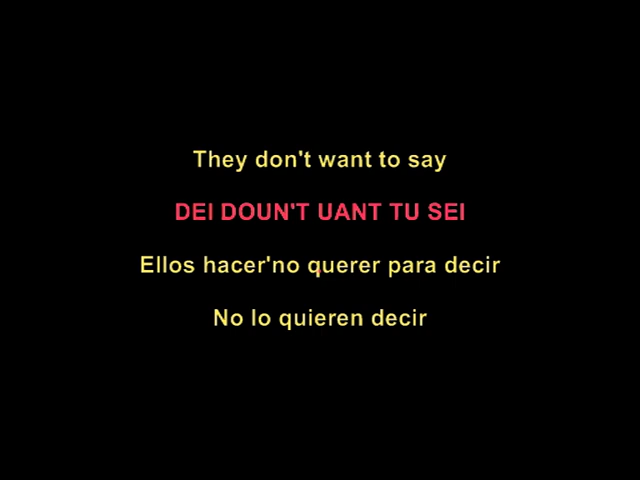 They don't want to say
DEI DOUN'T UANT TU SEI
Ellos hacer'no querer para decir
No lo quieren decir